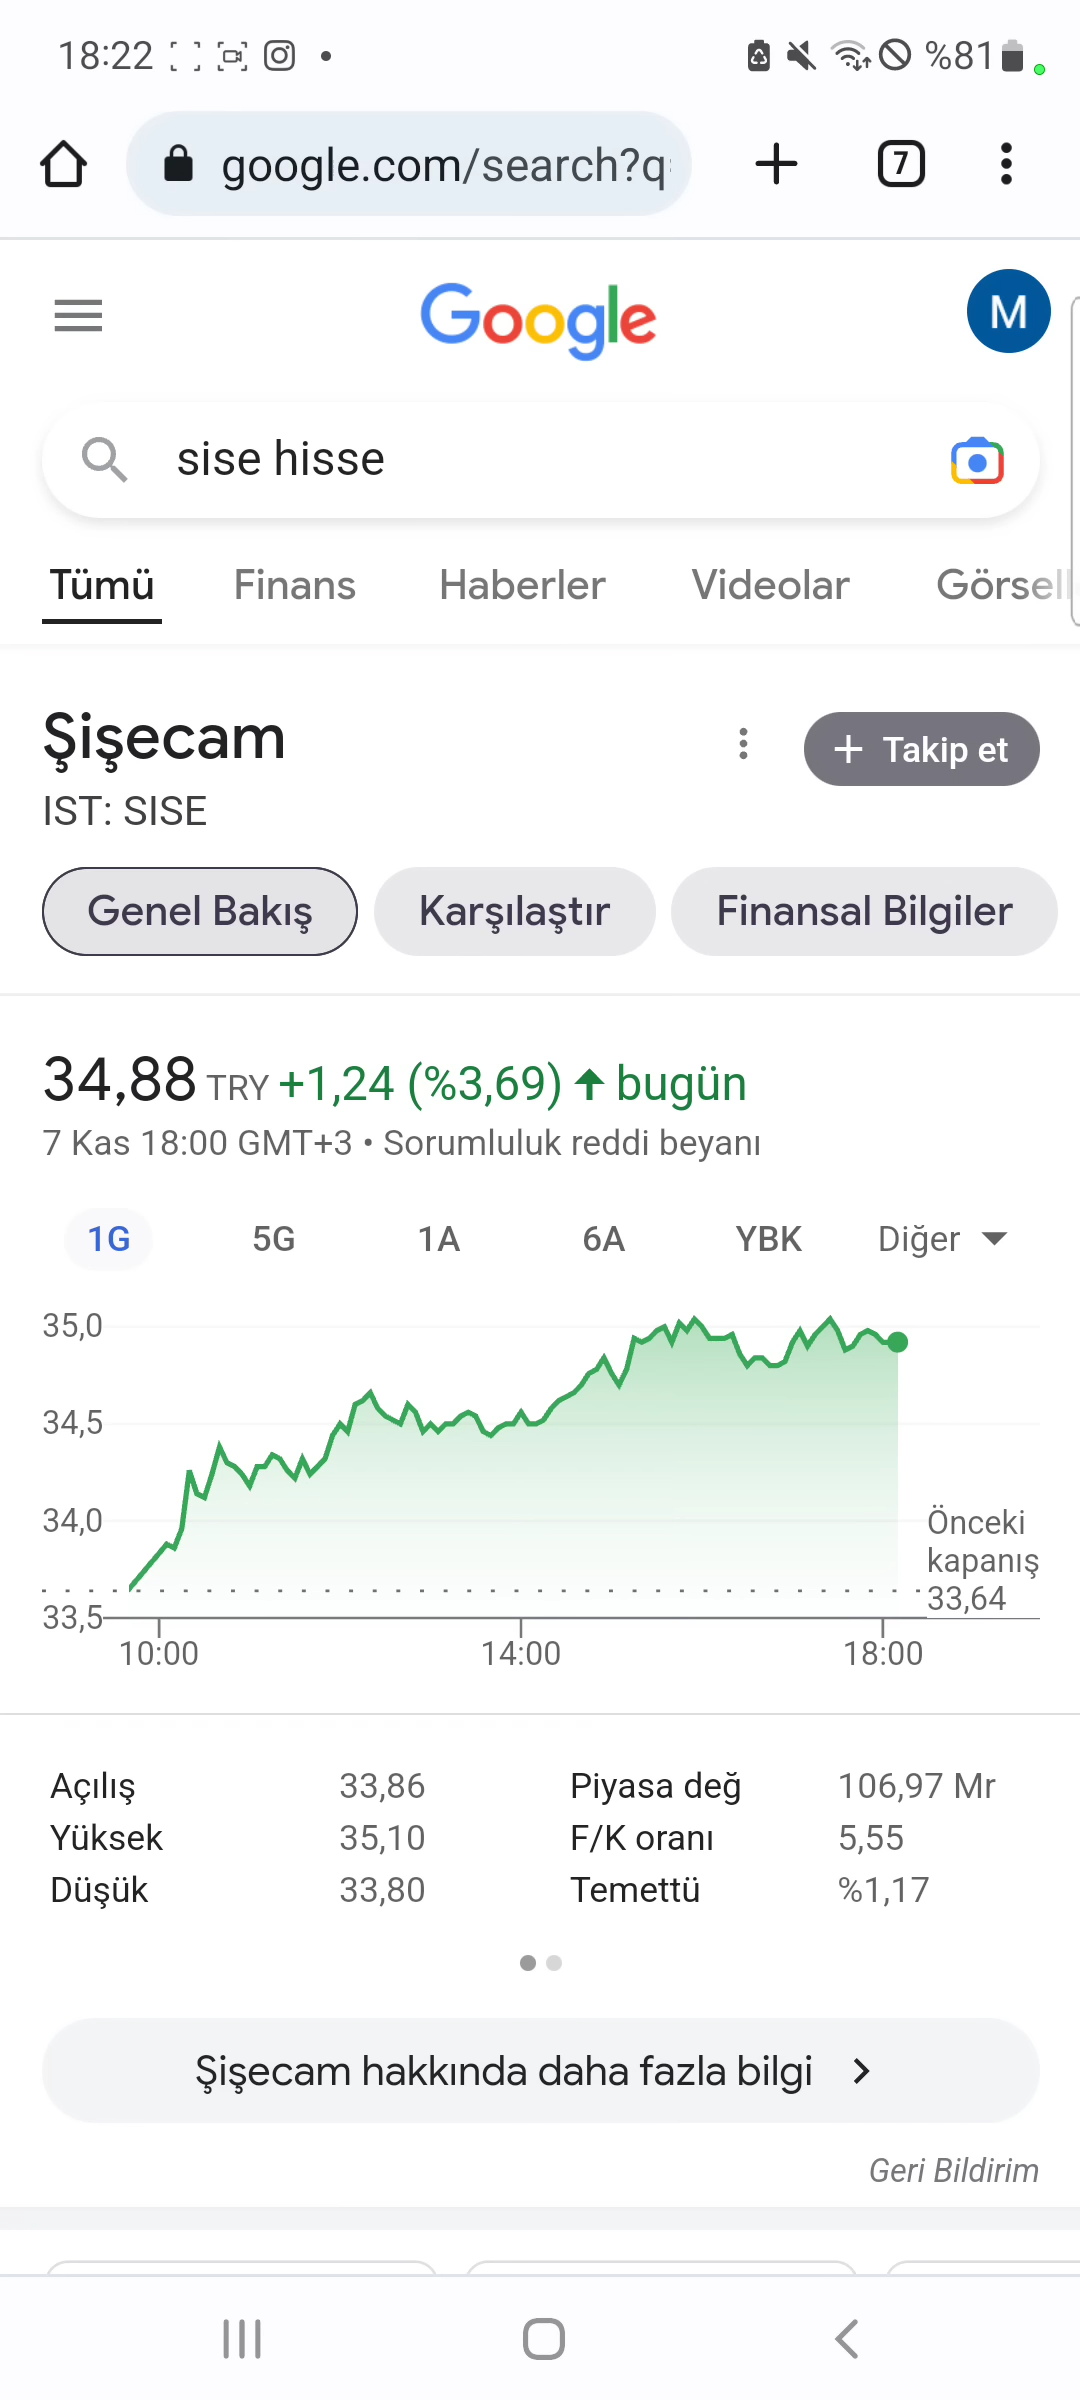 18:22
%81
google.com/search?q
7
Google
M
sise hisse
Tümü Finans Haberler Videolar Görsell
Şişecam
+ Takip et
IST: SISE
Genel Bakış Karşılaştır Finansal Bilgiler
34,88 TRY +1,24 (%3,69) ↑ bugün
7 Kas 18:00 GMT+3 • Sorumluluk reddi beyanı
1G 5G 1A 6A YBK Diğer
35,0
34,5
34,0
33,5
Önceki
kapanış
33,64
10:00 14:00 18:00
Açılış 33,86 Piyasa değ 106,97 Mr
Yüksek 35,10 F/K oranı 5,55
Düşük 33,80 Temettü %1,17
Şişecam hakkında daha fazla bilgi
Geri Bildirim